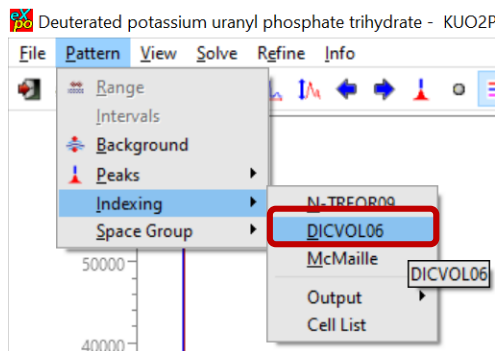 eXpo Deuterated potassium uranyl phosphate trihydrate - KUO2P
File Pattern View Solve Refine Info
Range
Intervals
Background
Peaks
Indexing
Space Group
N-TREOR09
DICVOL06
McMaille
DICVOL06
Output
Cell List
50000
40000